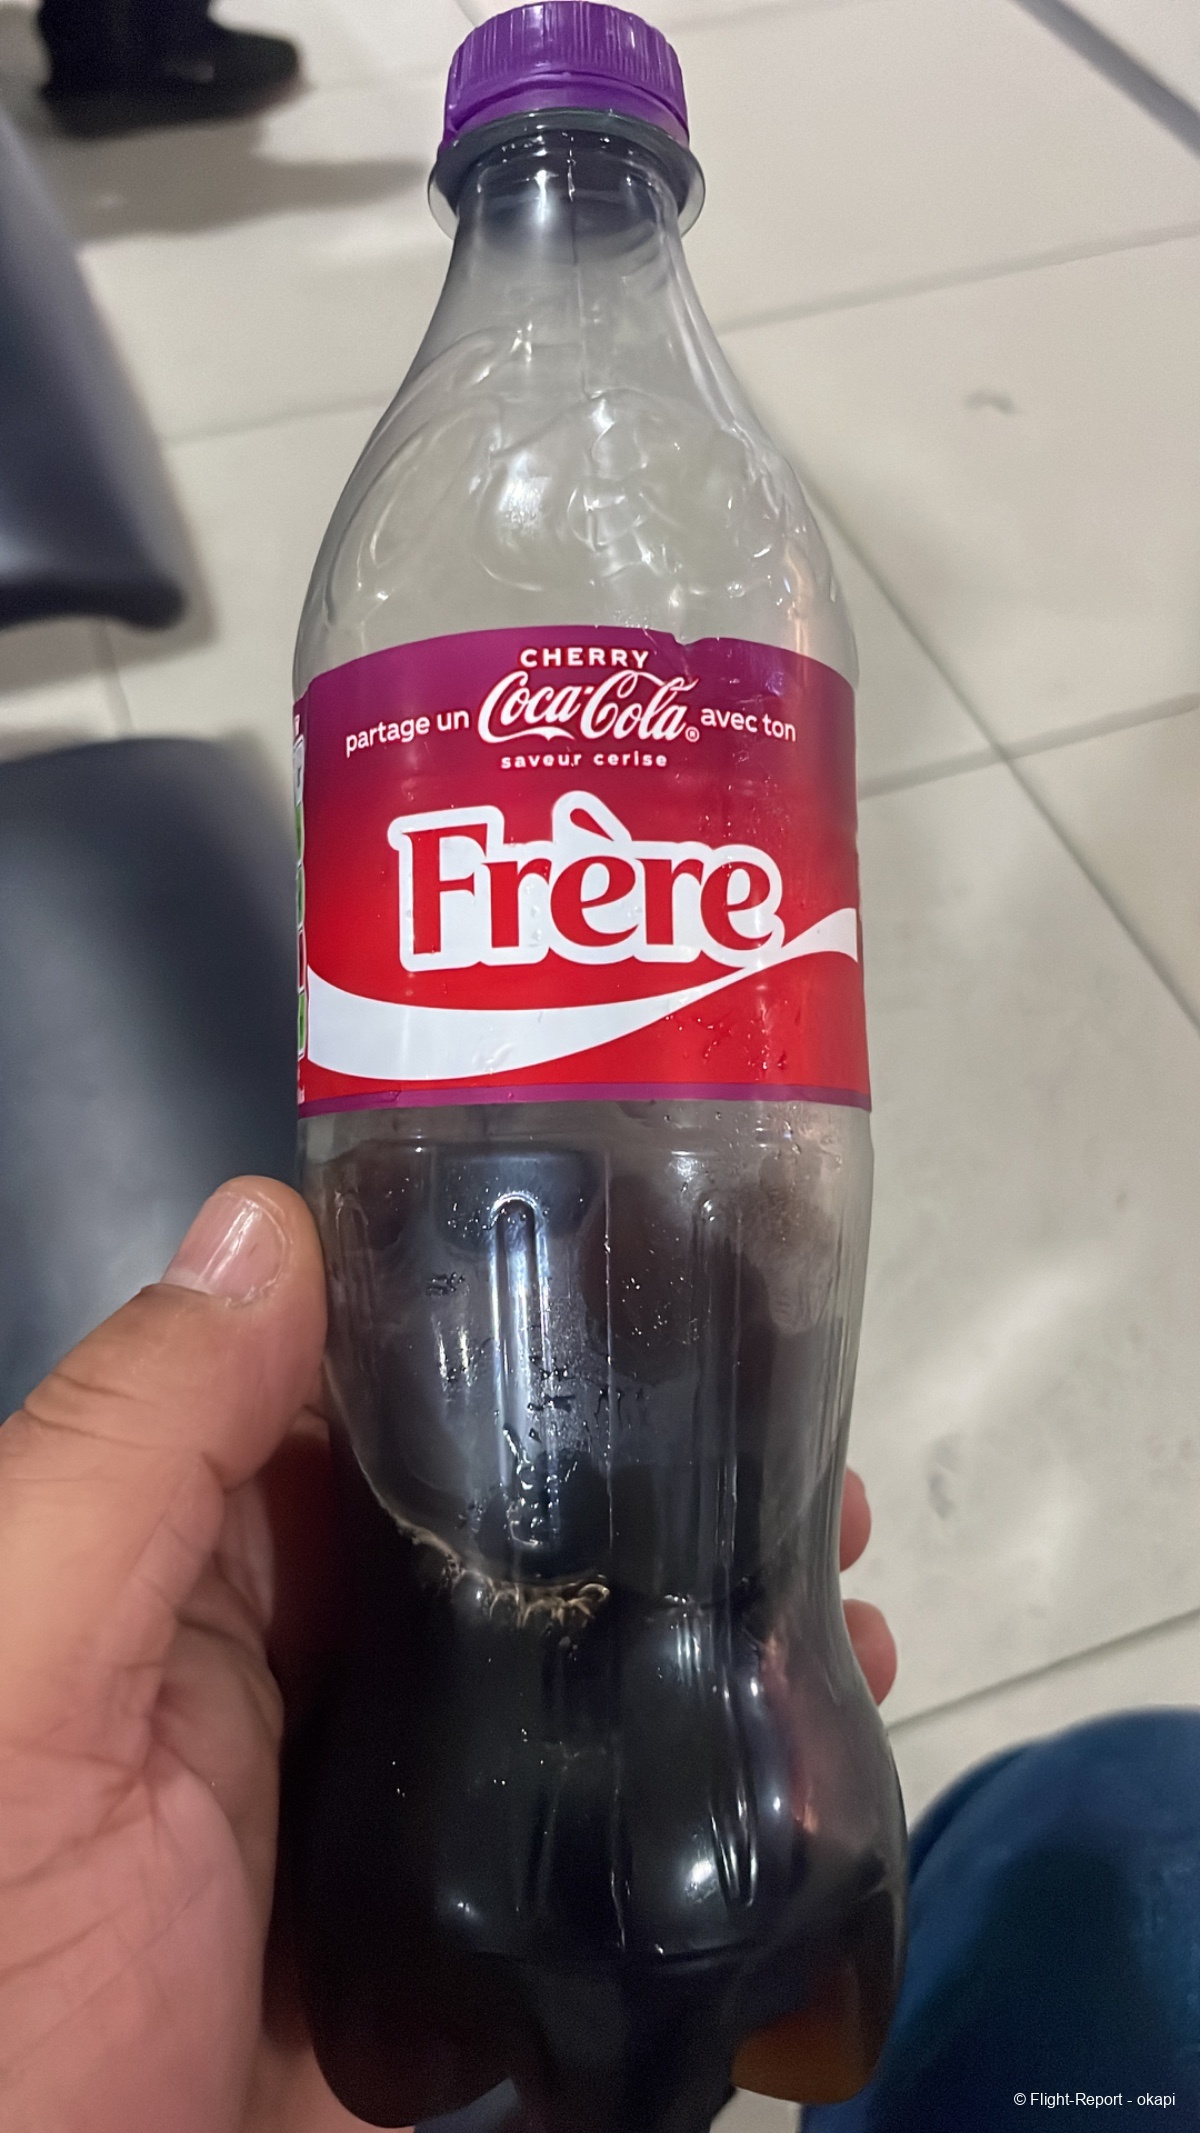 CHERRY
partage un Coca-Cola® avec ton
saveur cerise
Frère
© Flight-Report - okapi